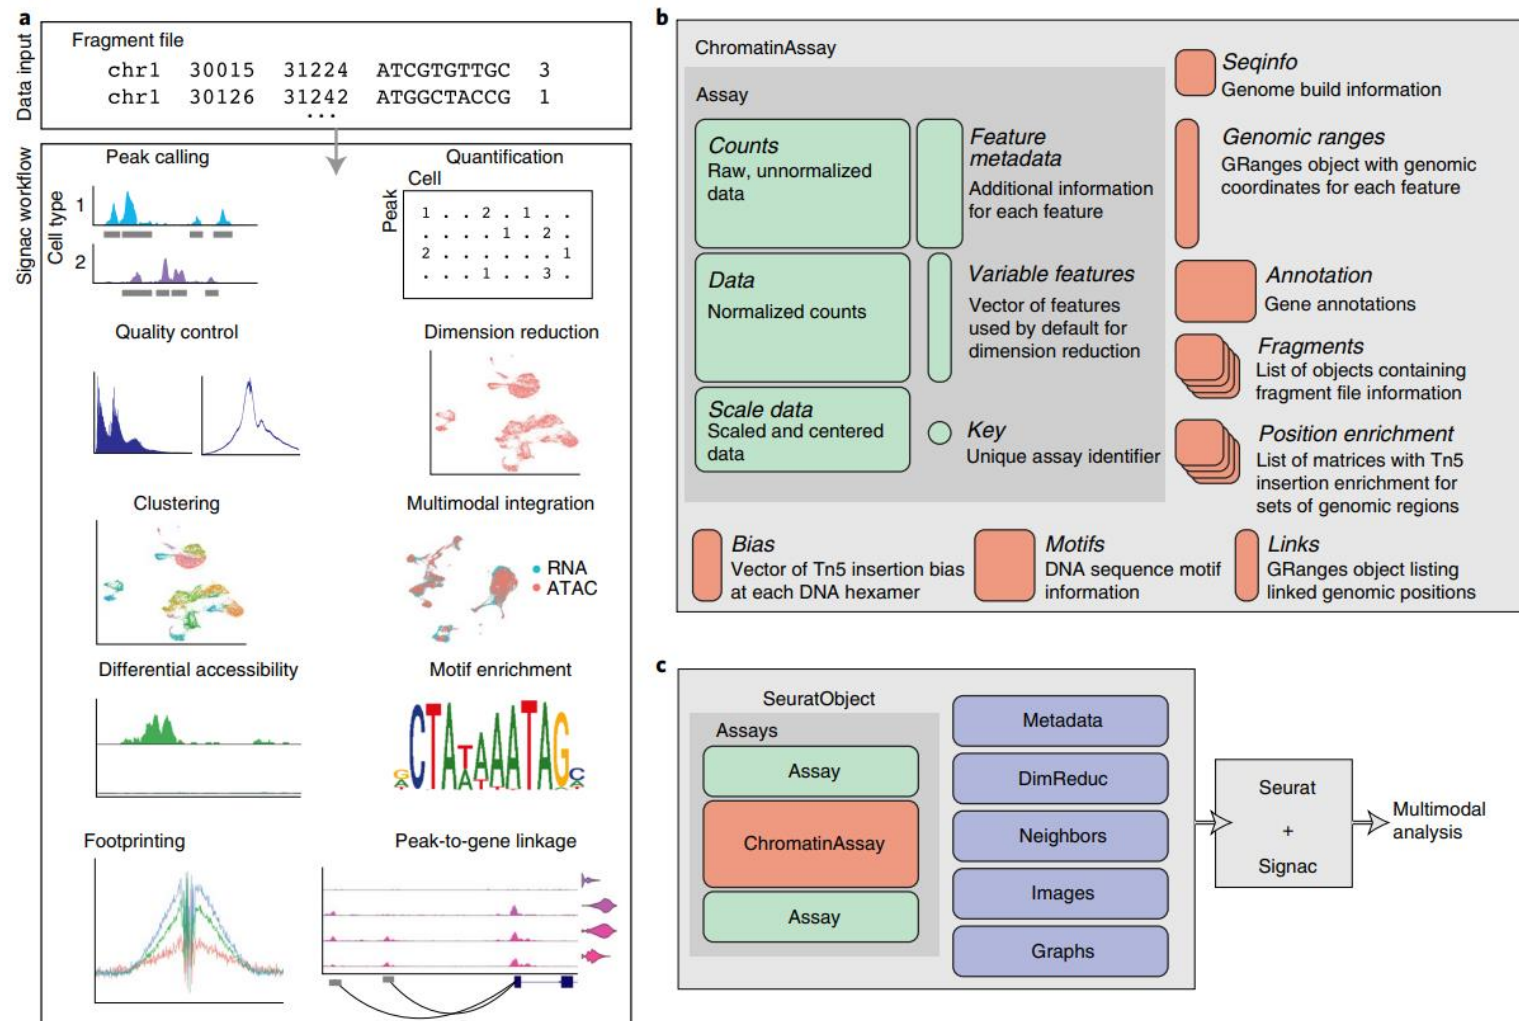 a
Data input
Fragment file
chr1 30015 31224 ATCGTGTTGC 3
chr1 30126 31242 ATGGCTACCG 1
...
Signac workflow
Peak calling
Cell type
1
2
Quantification
Cell
Peak
1 . . 2 . 1 . .
. . . . 1 . 2 .
2 . . . . . . 1
. . . 1 . . 3 .
Quality control
Dimension reduction
Clustering
Multimodal integration
RNA
ATAC
Differential accessibility
Motif enrichment
Footprinting
Peak-to-gene linkage
b
ChromatinAssay
Assay
Counts
Raw, unnormalized
data
Feature
metadata
Additional information
for each feature
Data
Normalized counts
Variable features
Vector of features
used by default for
dimension reduction
Scale data
Scaled and centered
data
Key
Unique assay identifier
Seqinfo
Genome build information
Genomic ranges
GRanges object with genomic
coordinates for each feature
Annotation
Gene annotations
Fragments
List of objects containing
fragment file information
Position enrichment
List of matrices with Tn5
insertion enrichment for
sets of genomic regions
Bias
Vector of Tn5 insertion bias
at each DNA hexamer
Motifs
DNA sequence motif
information
Links
GRanges object listing
linked genomic positions
c
SeuratObject
Assays
Assay
ChromatinAssay
Assay
Metadata
DimReduc
Neighbors
Images
Graphs
Seurat
+
Signac
Multimodal
analysis